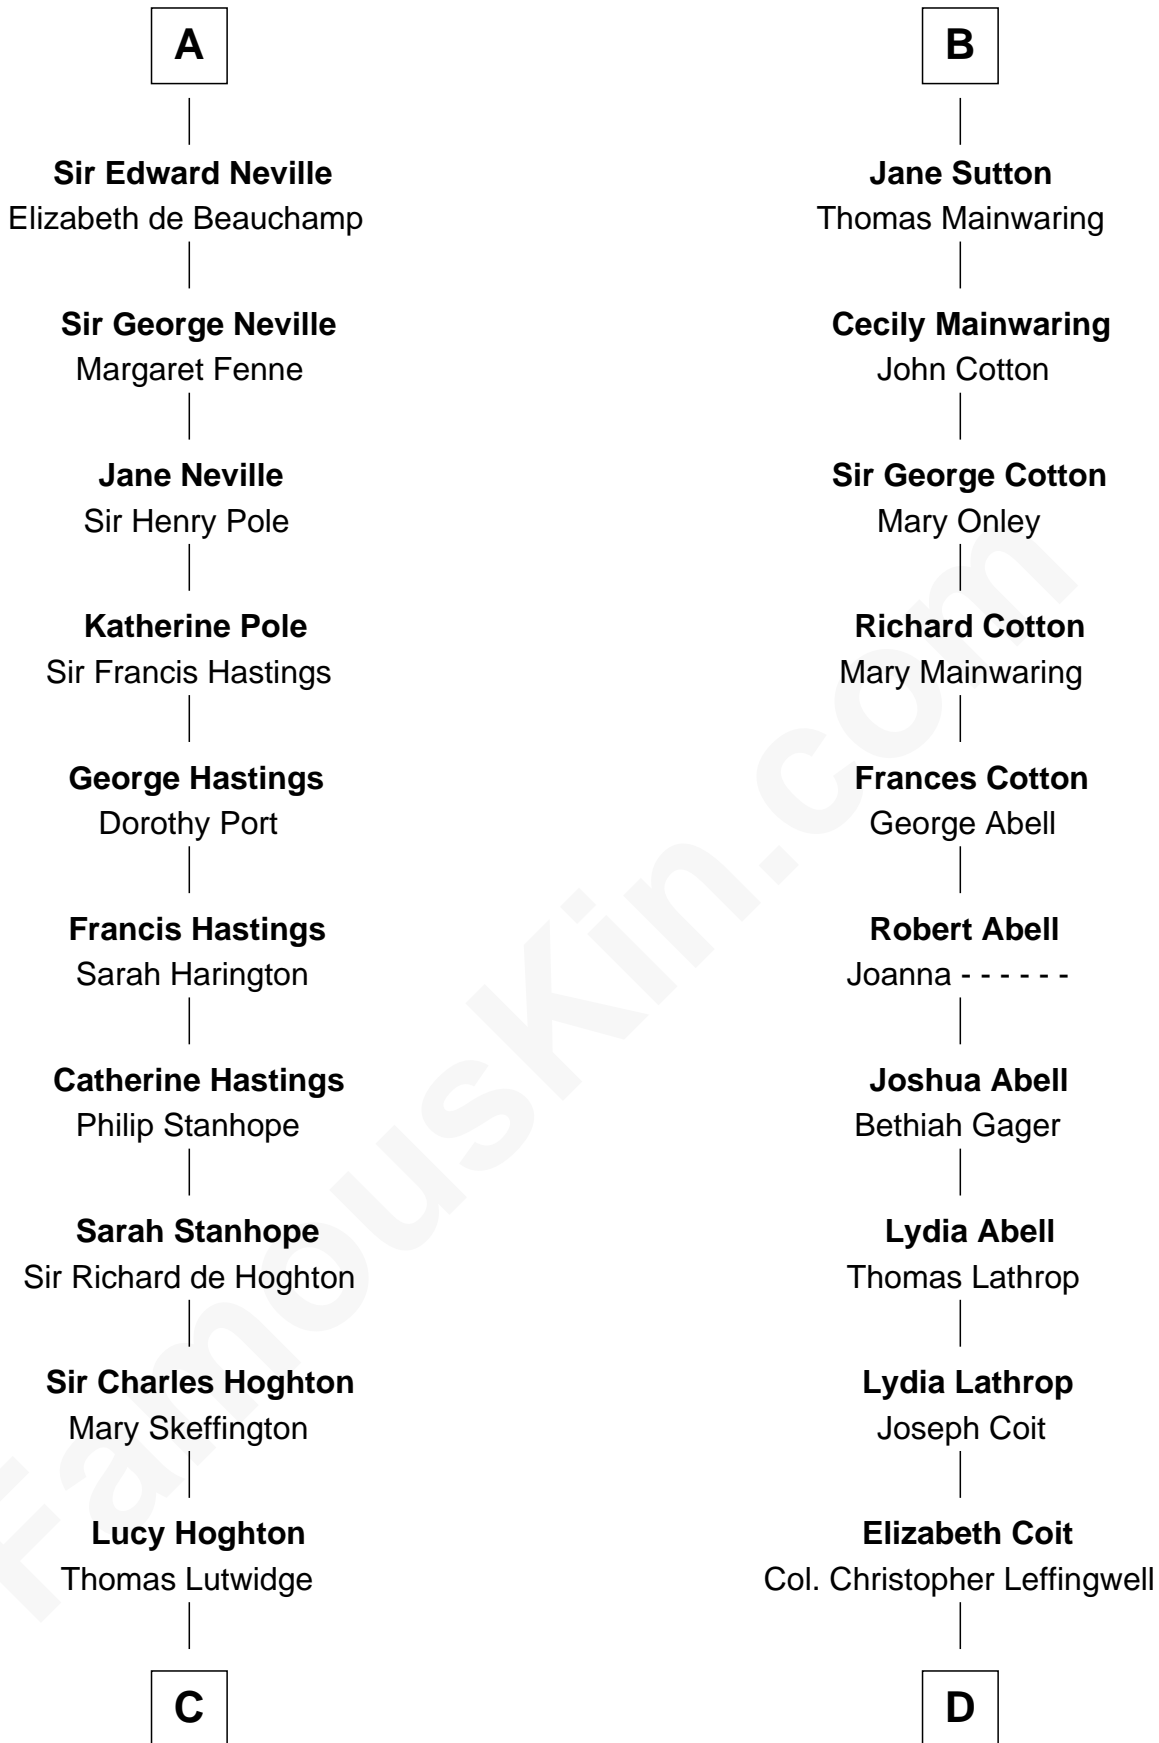 A
Sir Edward Neville
Elizabeth de Beauchamp
Sir George Neville
Margaret Fenne
Jane Neville
Sir Henry Pole
Katherine Pole
Sir Francis Hastings
George Hastings
Dorothy Port
Francis Hastings
Sarah Harington
Catherine Hastings
Philip Stanhope
Sarah Stanhope
Sir Richard de Hoghton
Sir Charles Hoghton
Mary Skeffington
Lucy Hoghton
Thomas Lutwidge
C
B
Jane Sutton
Thomas Mainwaring
Cecily Mainwaring
John Cotton
Sir George Cotton
Mary Onley
Richard Cotton
Mary Mainwaring
Frances Cotton
George Abell
Robert Abell
Joanna - - - - - -
Joshua Abell
Bethiah Gager
Lydia Abell
Thomas Lathrop
Lydia Lathrop
Joseph Coit
Elizabeth Coit
Col. Christopher Leffingwell
D
FamousKin.com